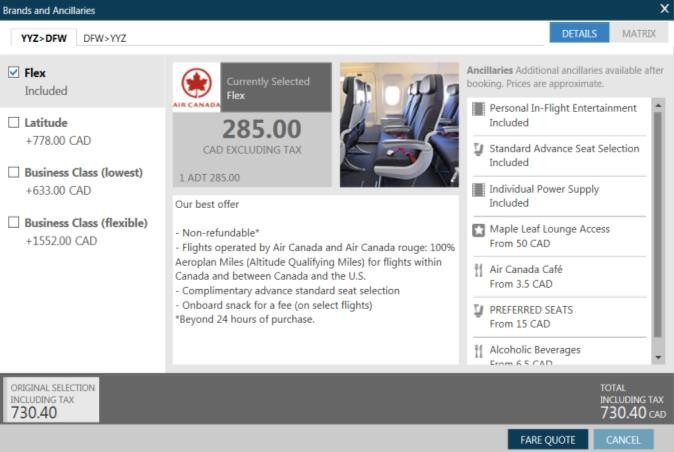 Brands and Ancillaries
X
YYZ>DFW
DFW>YYZ
DETAILS
MATRIX
Flex
Included
Latitude
+778.00 CAD
Business Class (lowest)
+633.00 CAD
Business Class (flexible)
+1552.00 CAD
AIR CANADA
Currently Selected
Flex
285.00
CAD EXCLUDING TAX
1 ADT 285.00
Our best offer
- Non-refundable*
- Flights operated by Air Canada and Air Canada rouge: 100%
Aeroplan Miles (Altitude Qualifying Miles) for flights within
Canada and between Canada and the U.S.
- Complimentary advance standard seat selection
- Onboard snack for a fee (on select flights)
*Beyond 24 hours of purchase.
Ancillaries Additional ancillaries available after
booking. Prices are approximate.
Personal In-Flight Entertainment
Included
Standard Advance Seat Selection
Included
Individual Power Supply
Included
Maple Leaf Lounge Access
From 50 CAD
Air Canada Café
From 3.5 CAD
PREFERRED SEATS
From 15 CAD
Alcoholic Beverages
From 6.5 CAD
ORIGINAL SELECTION
INCLUDING TAX
730.40
TOTAL
INCLUDING TAX
730.40 CAD
FARE QUOTE
CANCEL